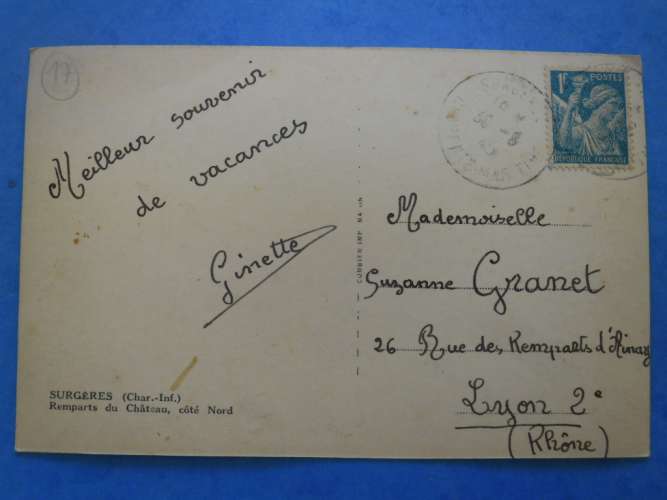 17
Meilleur souvenir
de vacances
Ginette
SURGÈRES (Char.-Inf.)
Remparts du Château, côté Nord
1F
POSTES
RÉPUBLIQUE FRANÇAISE
Mademoiselle
Suzanne Granet
26 Rue des Remparts d'Ainay
Lyon 2e
(Rhône)